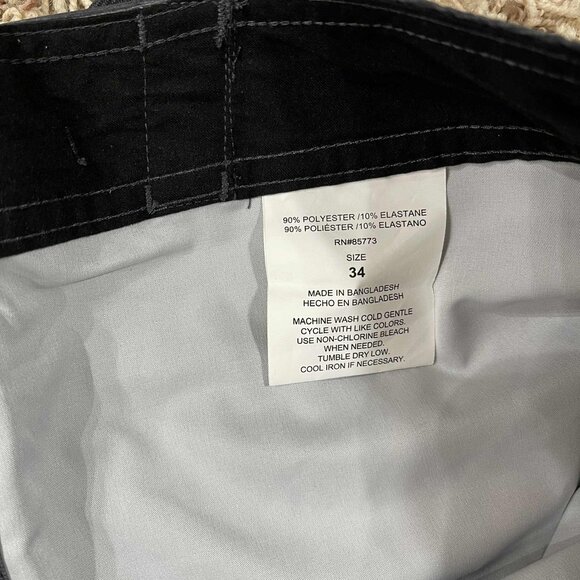 90% POLYESTER /10% ELASTANE
90% POLIÉSTER /10% ELASTANO
RN#85773
SIZE
34
MADE IN BANGLADESH
HECHO EN BANGLADESH
MACHINE WASH COLD GENTLE
CYCLE WITH LIKE COLORS.
USE NON-CHLORINE BLEACH
WHEN NEEDED.
TUMBLE DRY LOW.
COOL IRON IF NECESSARY.